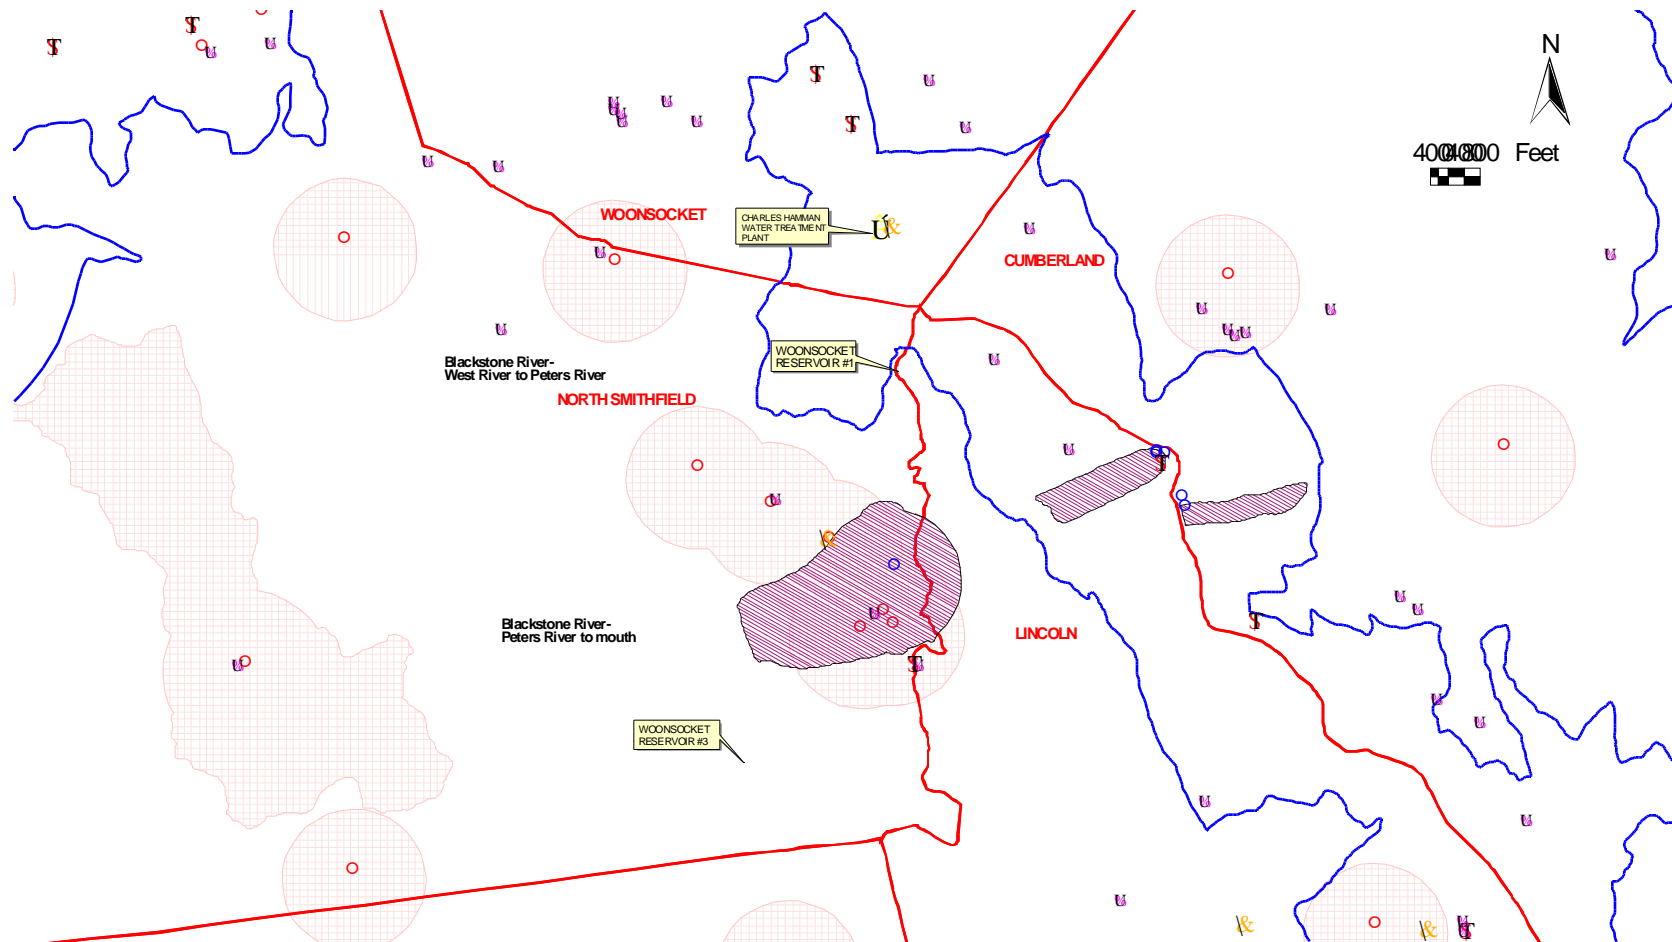 N
Feet
WOONSOCKET
CHARLES HAMMAN
WATER TREATMENT
PLANT
CUMBERLAND
WOONSOCKET
RESERVOIR #1
Blackstone River-
West River to Peters River
NORTH SMITHFIELD
Blackstone River-
Peters River to mouth
LINCOLN
WOONSOCKET
RESERVOIR #3